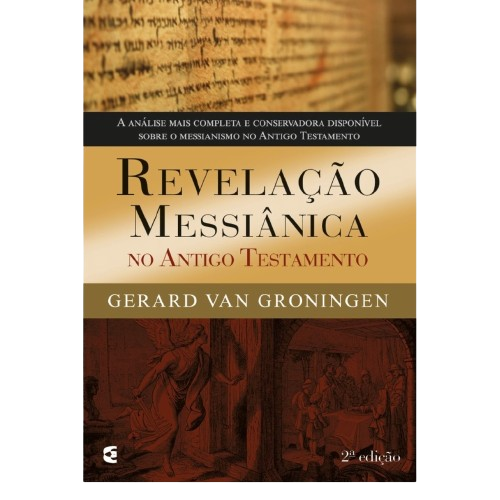 A ANÁLISE MAIS COMPLETA E CONSERVADORA DISPONÍVEL
SOBRE O MESSIANISMO NO ANTIGO TESTAMENTO
REVELAÇÃO
MESSIÂNICA
NO ANTIGO TESTAMENTO
GERARD VAN GRONINGEN
2ª edição